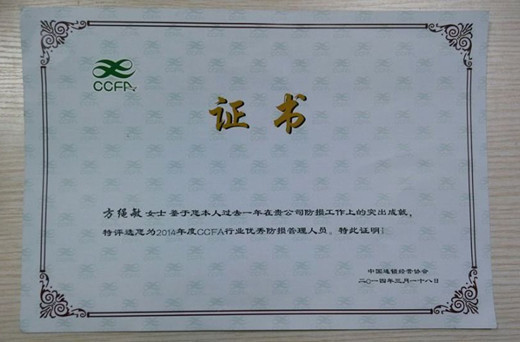 CCFA
证书
方绳敏 女士 鉴于您本人过去一年在贵公司防损工作上的突出成就，
特评选您为2014年度CCFA行业优秀防损管理人员。特此证明！
中国连锁经营协会
二〇一四年三月一十八日